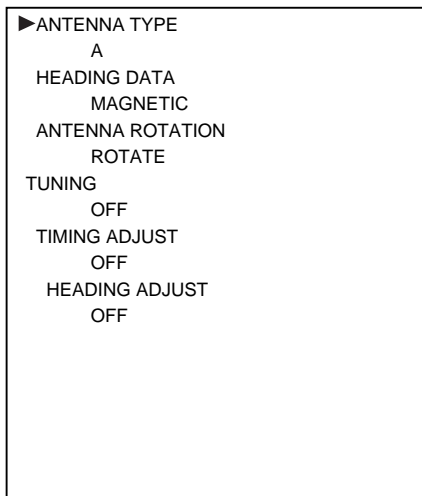 ▶ANTENNA TYPE
A
HEADING DATA
MAGNETIC
ANTENNA ROTATION
ROTATE
TUNING
OFF
TIMING ADJUST
OFF
HEADING ADJUST
OFF